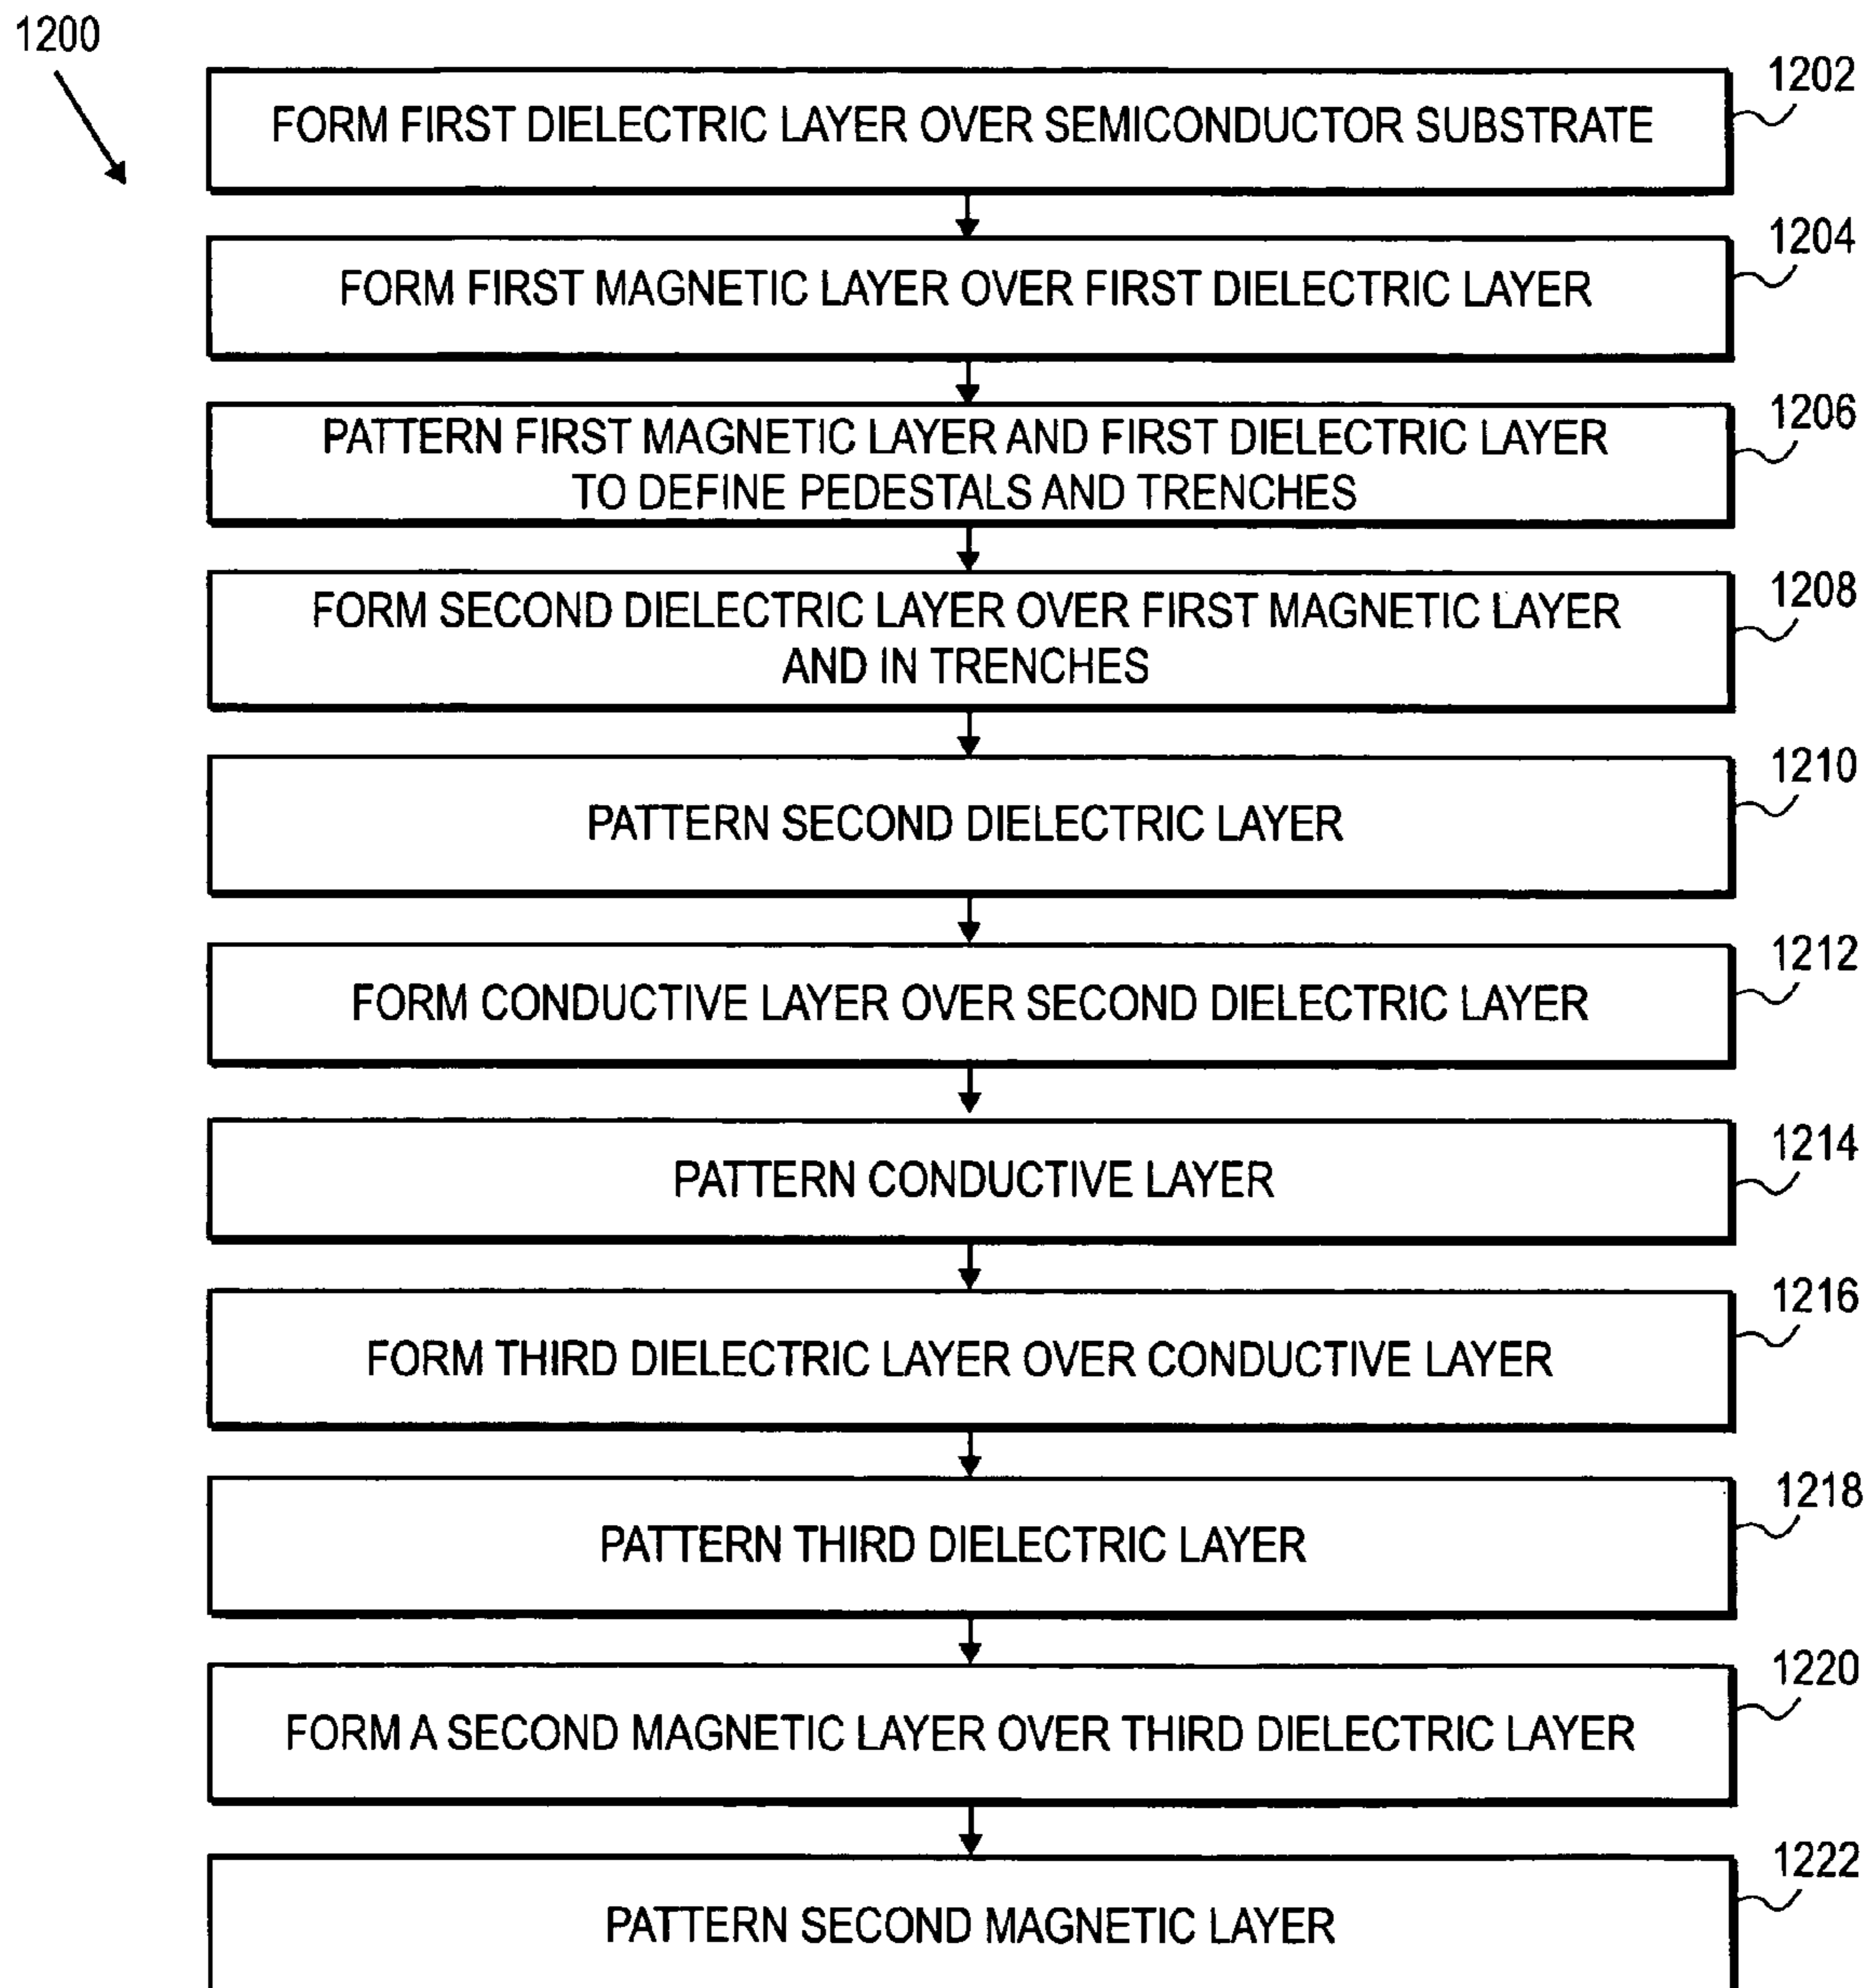 1200
1202
FORM FIRST DIELECTRIC LAYER OVER SEMICONDUCTOR SUBSTRATE
1204
FORM FIRST MAGNETIC LAYER OVER FIRST DIELECTRIC LAYER
1206
PATTERN FIRST MAGNETIC LAYER AND FIRST DIELECTRIC LAYER
TO DEFINE PEDESTALS AND TRENCHES
1208
FORM SECOND DIELECTRIC LAYER OVER FIRST MAGNETIC LAYER
AND IN TRENCHES
1210
PATTERN SECOND DIELECTRIC LAYER
1212
FORM CONDUCTIVE LAYER OVER SECOND DIELECTRIC LAYER
1214
PATTERN CONDUCTIVE LAYER
1216
FORM THIRD DIELECTRIC LAYER OVER CONDUCTIVE LAYER
1218
PATTERN THIRD DIELECTRIC LAYER
1220
FORM A SECOND MAGNETIC LAYER OVER THIRD DIELECTRIC LAYER
1222
PATTERN SECOND MAGNETIC LAYER